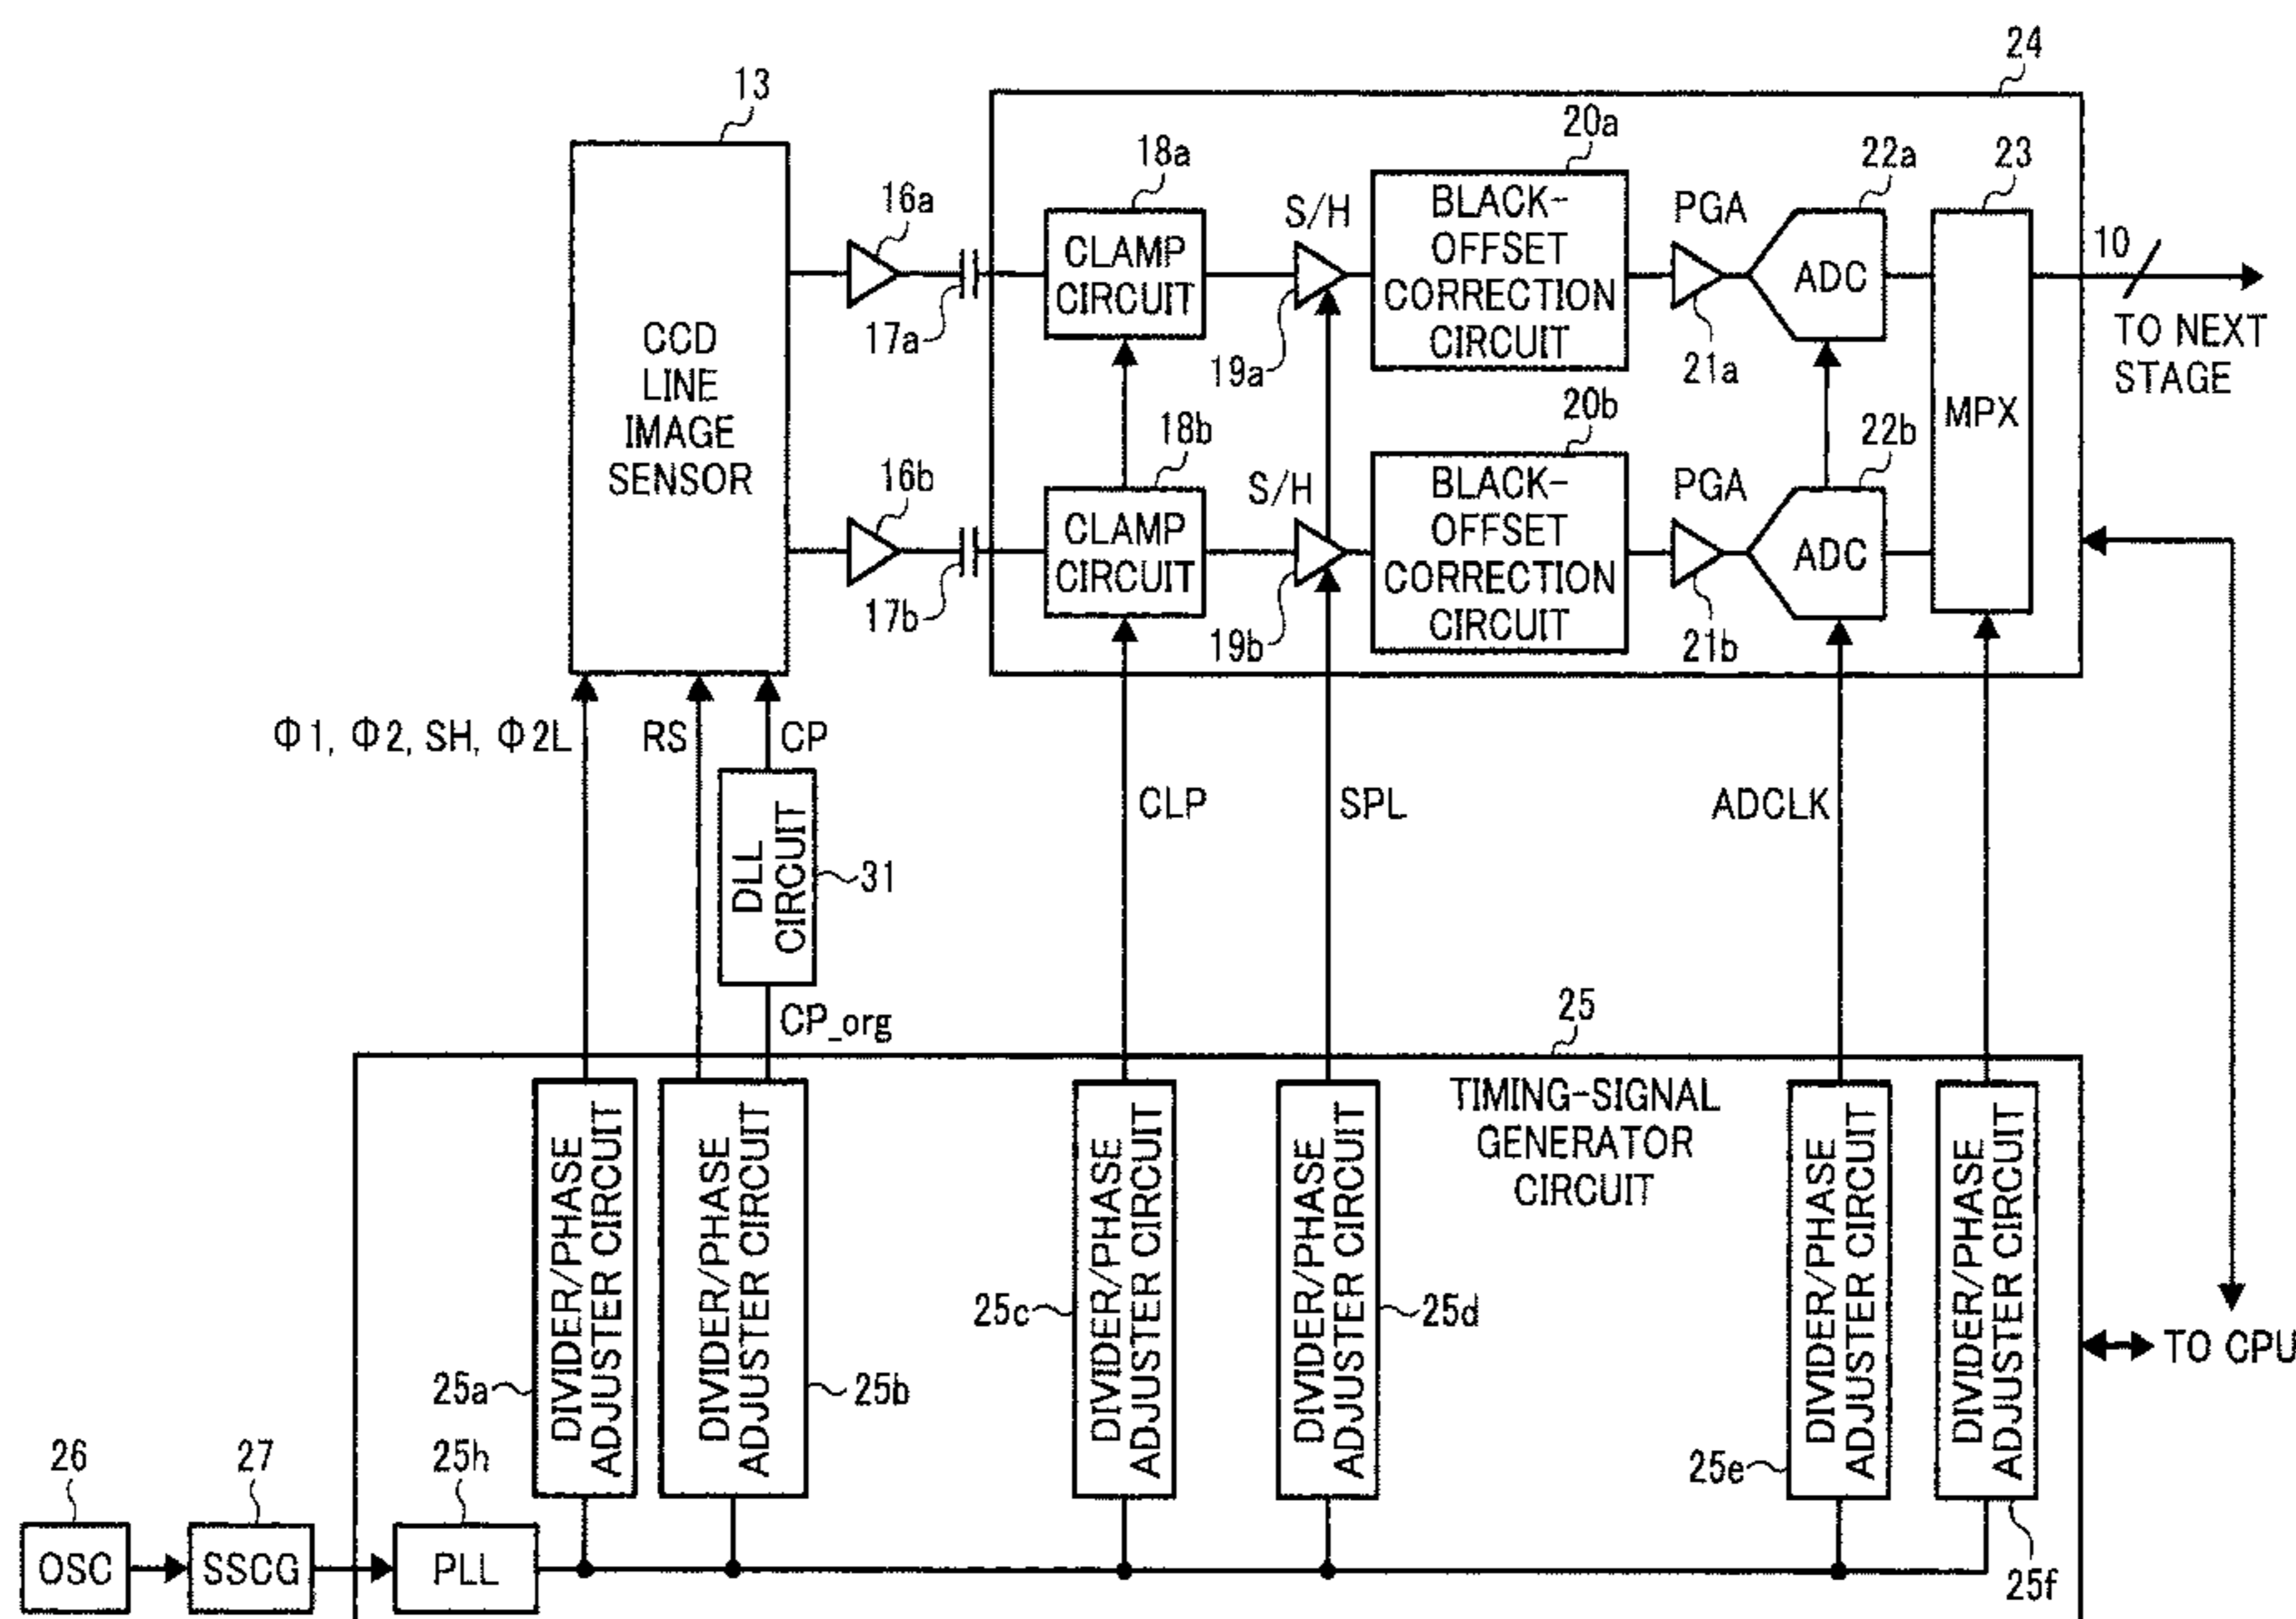 24
13
20a
18a
22a
23
16a
S/H
BLACK-
OFFSET
CORRECTION
CIRCUIT
PGA
10
CLAMP
CIRCUIT
ADC
TO NEXT
STAGE
17a
19a
21a
CCD
LINE
IMAGE
SENSOR
20b
MPX
18b
22b
16b
S/H
BLACK-
OFFSET
CORRECTION
CIRCUIT
PGA
CLAMP
CIRCUIT
ADC
17b
19b
21b
Φ1, Φ2, SH, Φ2L
RS
CP
CLP
SPL
ADCLK
DLL
CIRCUIT
31
CP_org
25
TIMING-SIGNAL
GENERATOR
CIRCUIT
DIVIDER/PHASE
ADJUSTER CIRCUIT
DIVIDER/PHASE
ADJUSTER CIRCUIT
DIVIDER/PHASE
ADJUSTER CIRCUIT
DIVIDER/PHASE
ADJUSTER CIRCUIT
DIVIDER/PHASE
ADJUSTER CIRCUIT
DIVIDER/PHASE
ADJUSTER CIRCUIT
25c
25d
TO CPU
25a
25b
25e
26
27
25h
OSC
SSCG
PLL
25f